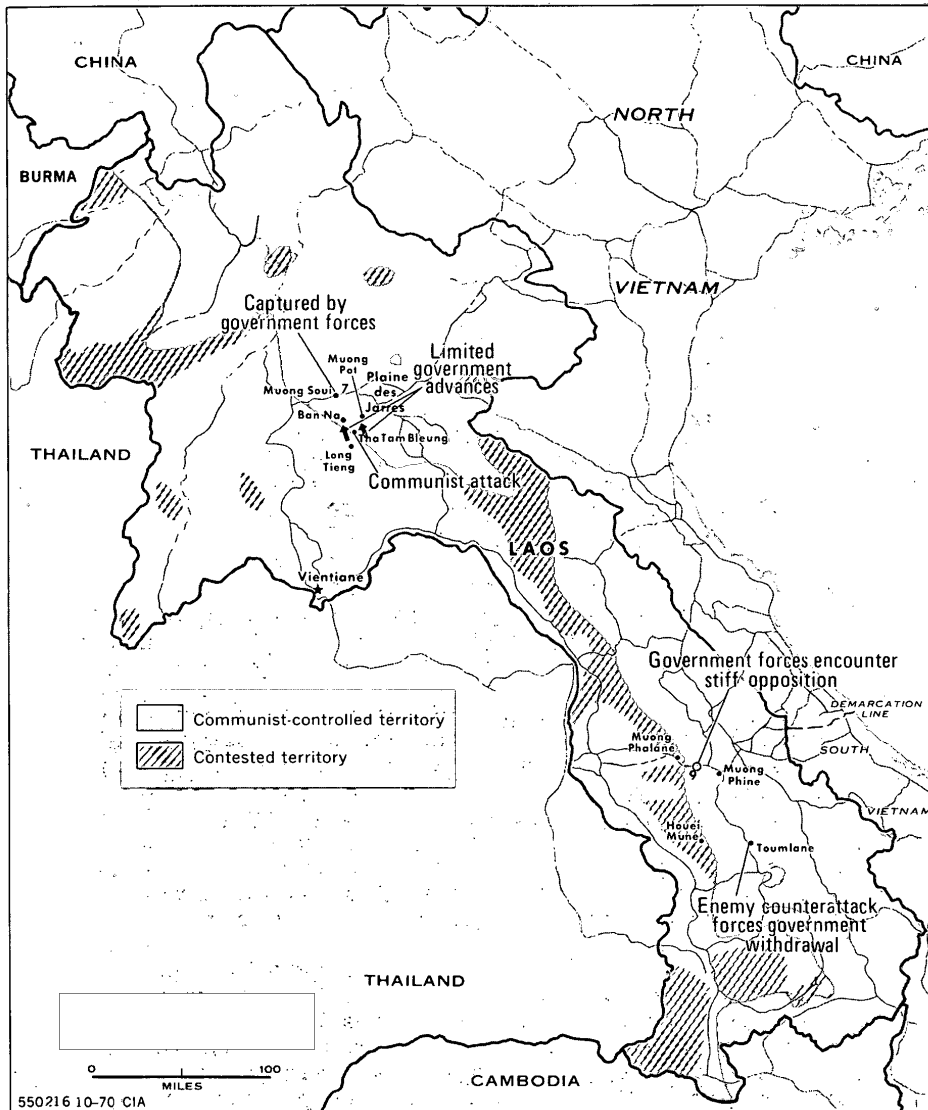 CHINA
CHINA
NORTH
BURMA
VIETNAM
Captured by
government forces
Limited
government
advances
Muong
Pot
Plaine
des
Jarres
Muong Soui
7
Ban Na
Tha Tam Bleung
THAILAND
Long
Tieng
Communist attack
LAOS
Vientiane
Government forces encounter
stiff opposition
Communist-controlled territory
Contested territory
DEMARCATION
LINE
SOUTH
VIETNAM
Muong
Phalane
9
Muong
Phine
Houei
Mune
Toumlane
Enemy counterattack
forces government
withdrawal
THAILAND
0 100
MILES
CAMBODIA
550216 10-70 CIA